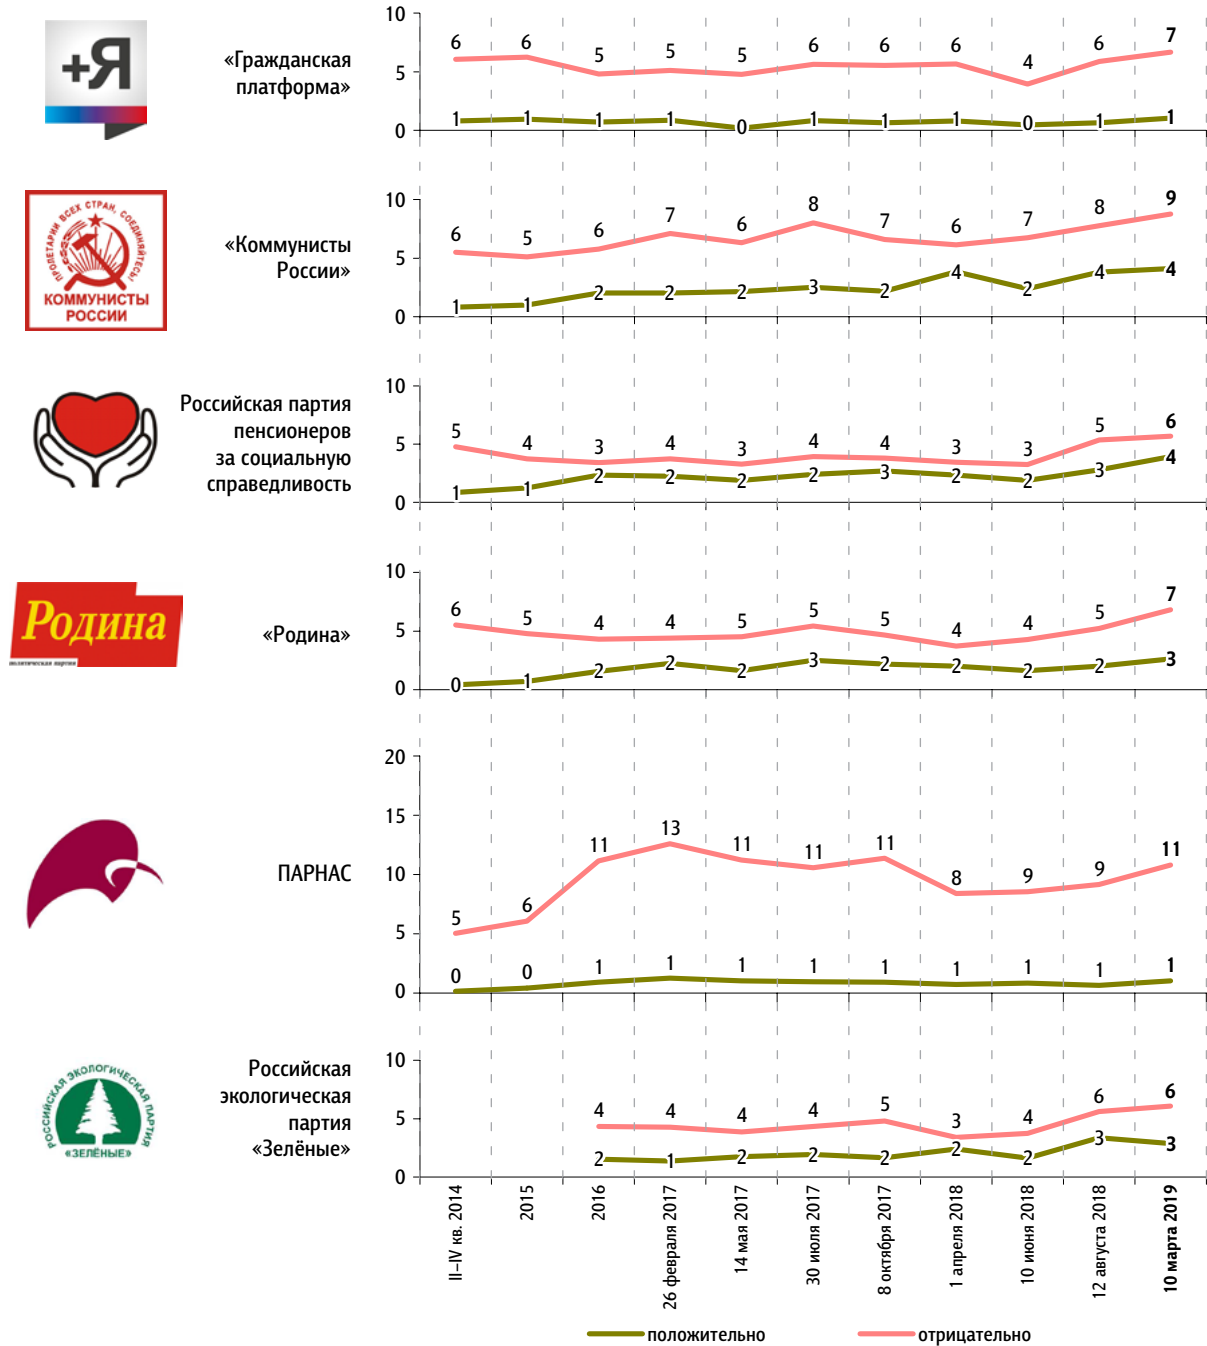 +Я
«Гражданская
платформа»
10
5
0
6 6 5 5 5 6 6 6 4 6 7
1 1 1 1 0 1 1 1 0 1 1
ПРОЛЕТАРИИ ВСЕХ СТРАН, СОЕДИНЯЙТЕСЬ!
КОММУНИСТЫ
РОССИИ
«Коммунисты
России»
10
5
0
6 5 6 7 6 8 7 6 7 8 9
1 1 2 2 2 3 2 4 2 4 4
Российская партия
пенсионеров
за социальную
справедливость
10
5
0
5 4 3 4 3 4 4 3 3 5 6
1 1 2 2 2 2 3 2 2 3 4
Родина
политическая партия
«Родина»
10
5
0
6 5 4 4 5 5 5 4 4 5 7
0 1 2 2 2 3 2 2 2 2 3
ПАРНАС
20
15
10
5
0
5 6 11 13 11 11 11 8 9 9 11
0 0 1 1 1 1 1 1 1 1 1
РОССИЙСКАЯ ЭКОЛОГИЧЕСКАЯ ПАРТИЯ
«ЗЕЛЁНЫЕ»
Российская
экологическая
партия
«Зелёные»
10
5
0
4 4 4 4 5 3 4 6 6
2 1 2 2 2 2 2 3 3
II–IV кв. 2014
2015
2016
26 февраля 2017
14 мая 2017
30 июля 2017
8 октября 2017
1 апреля 2018
10 июня 2018
12 августа 2018
10 марта 2019
положительно
отрицательно